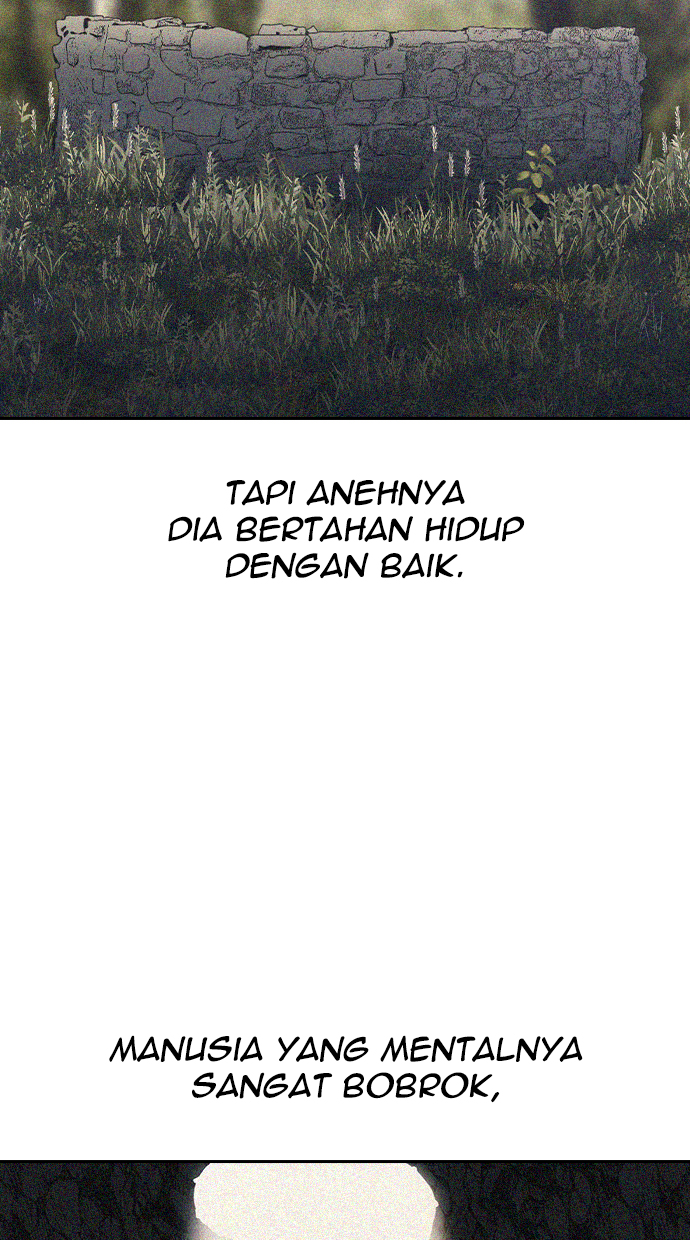 TAPI ANEHNYA
DIA BERTAHAN HIDUP
DENGAN BAIK.
MANUSIA YANG MENTALNYA
SANGAT BOBROK,